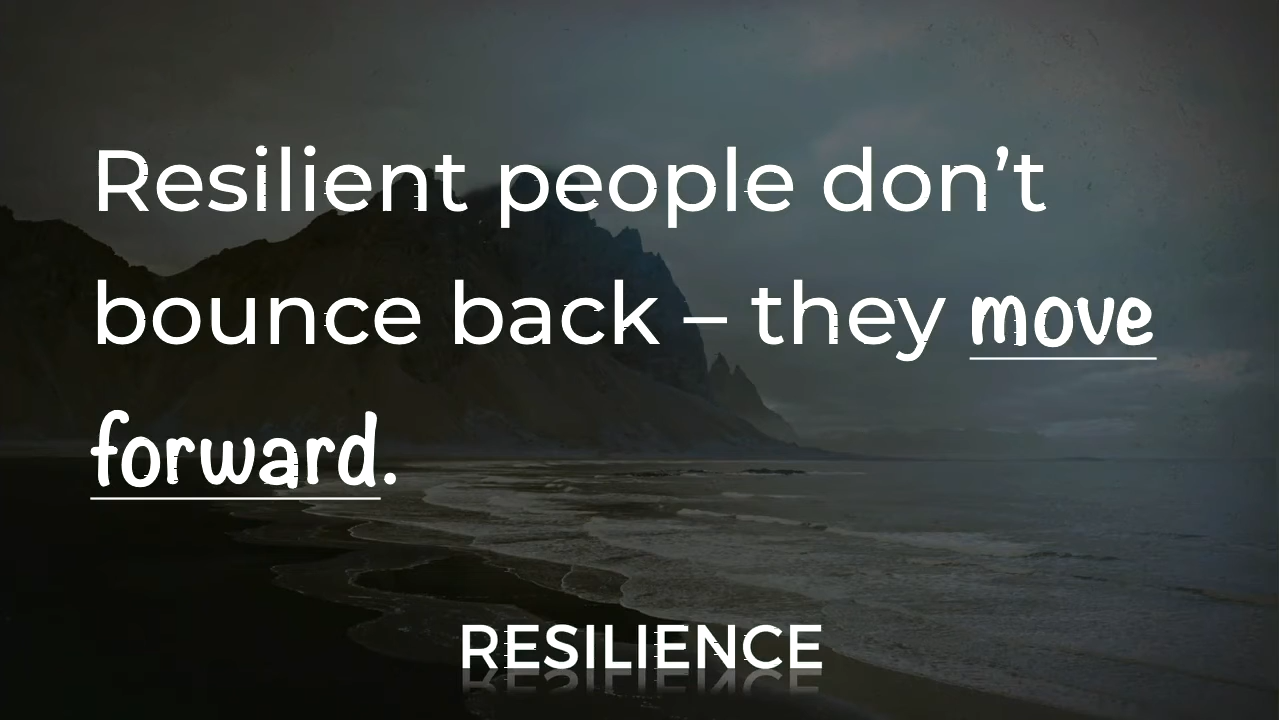 Resilient people don’t
bounce back – they move
forward.
RESILIENCE